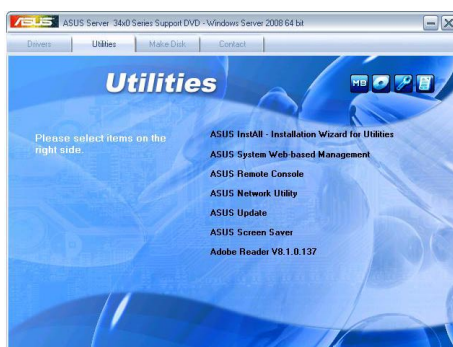 ASUS ASUS Server 34x0 Series Support DVD - Windows Server 2008 64 bit
Drivers Utilities Make Disk Contact
Utilities
MB
Please select items on the
right side.
ASUS InstAll - Installation Wizard for Utilities
ASUS System Web-based Management
ASUS Remote Console
ASUS Network Utility
ASUS Update
ASUS Screen Saver
Adobe Reader V8.1.0.137